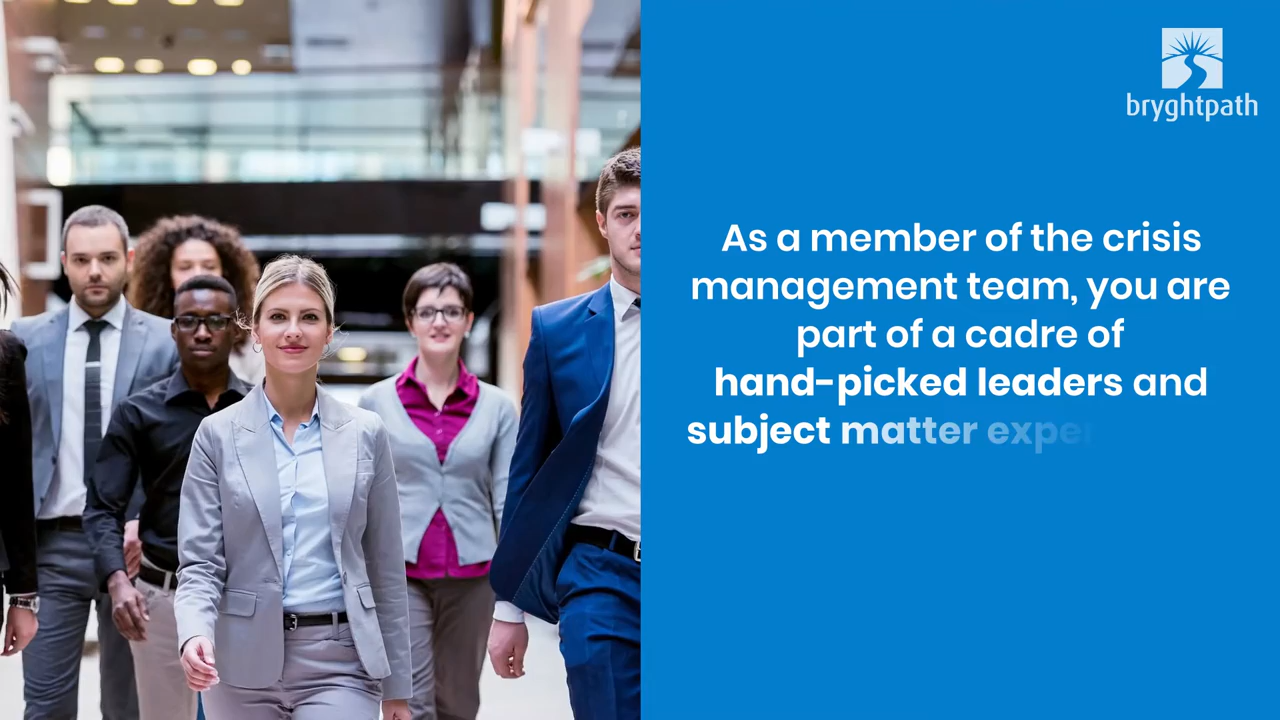 bryghtpath
As a member of the crisis
management team, you are
part of a cadre of
hand-picked leaders and
subject matter exper